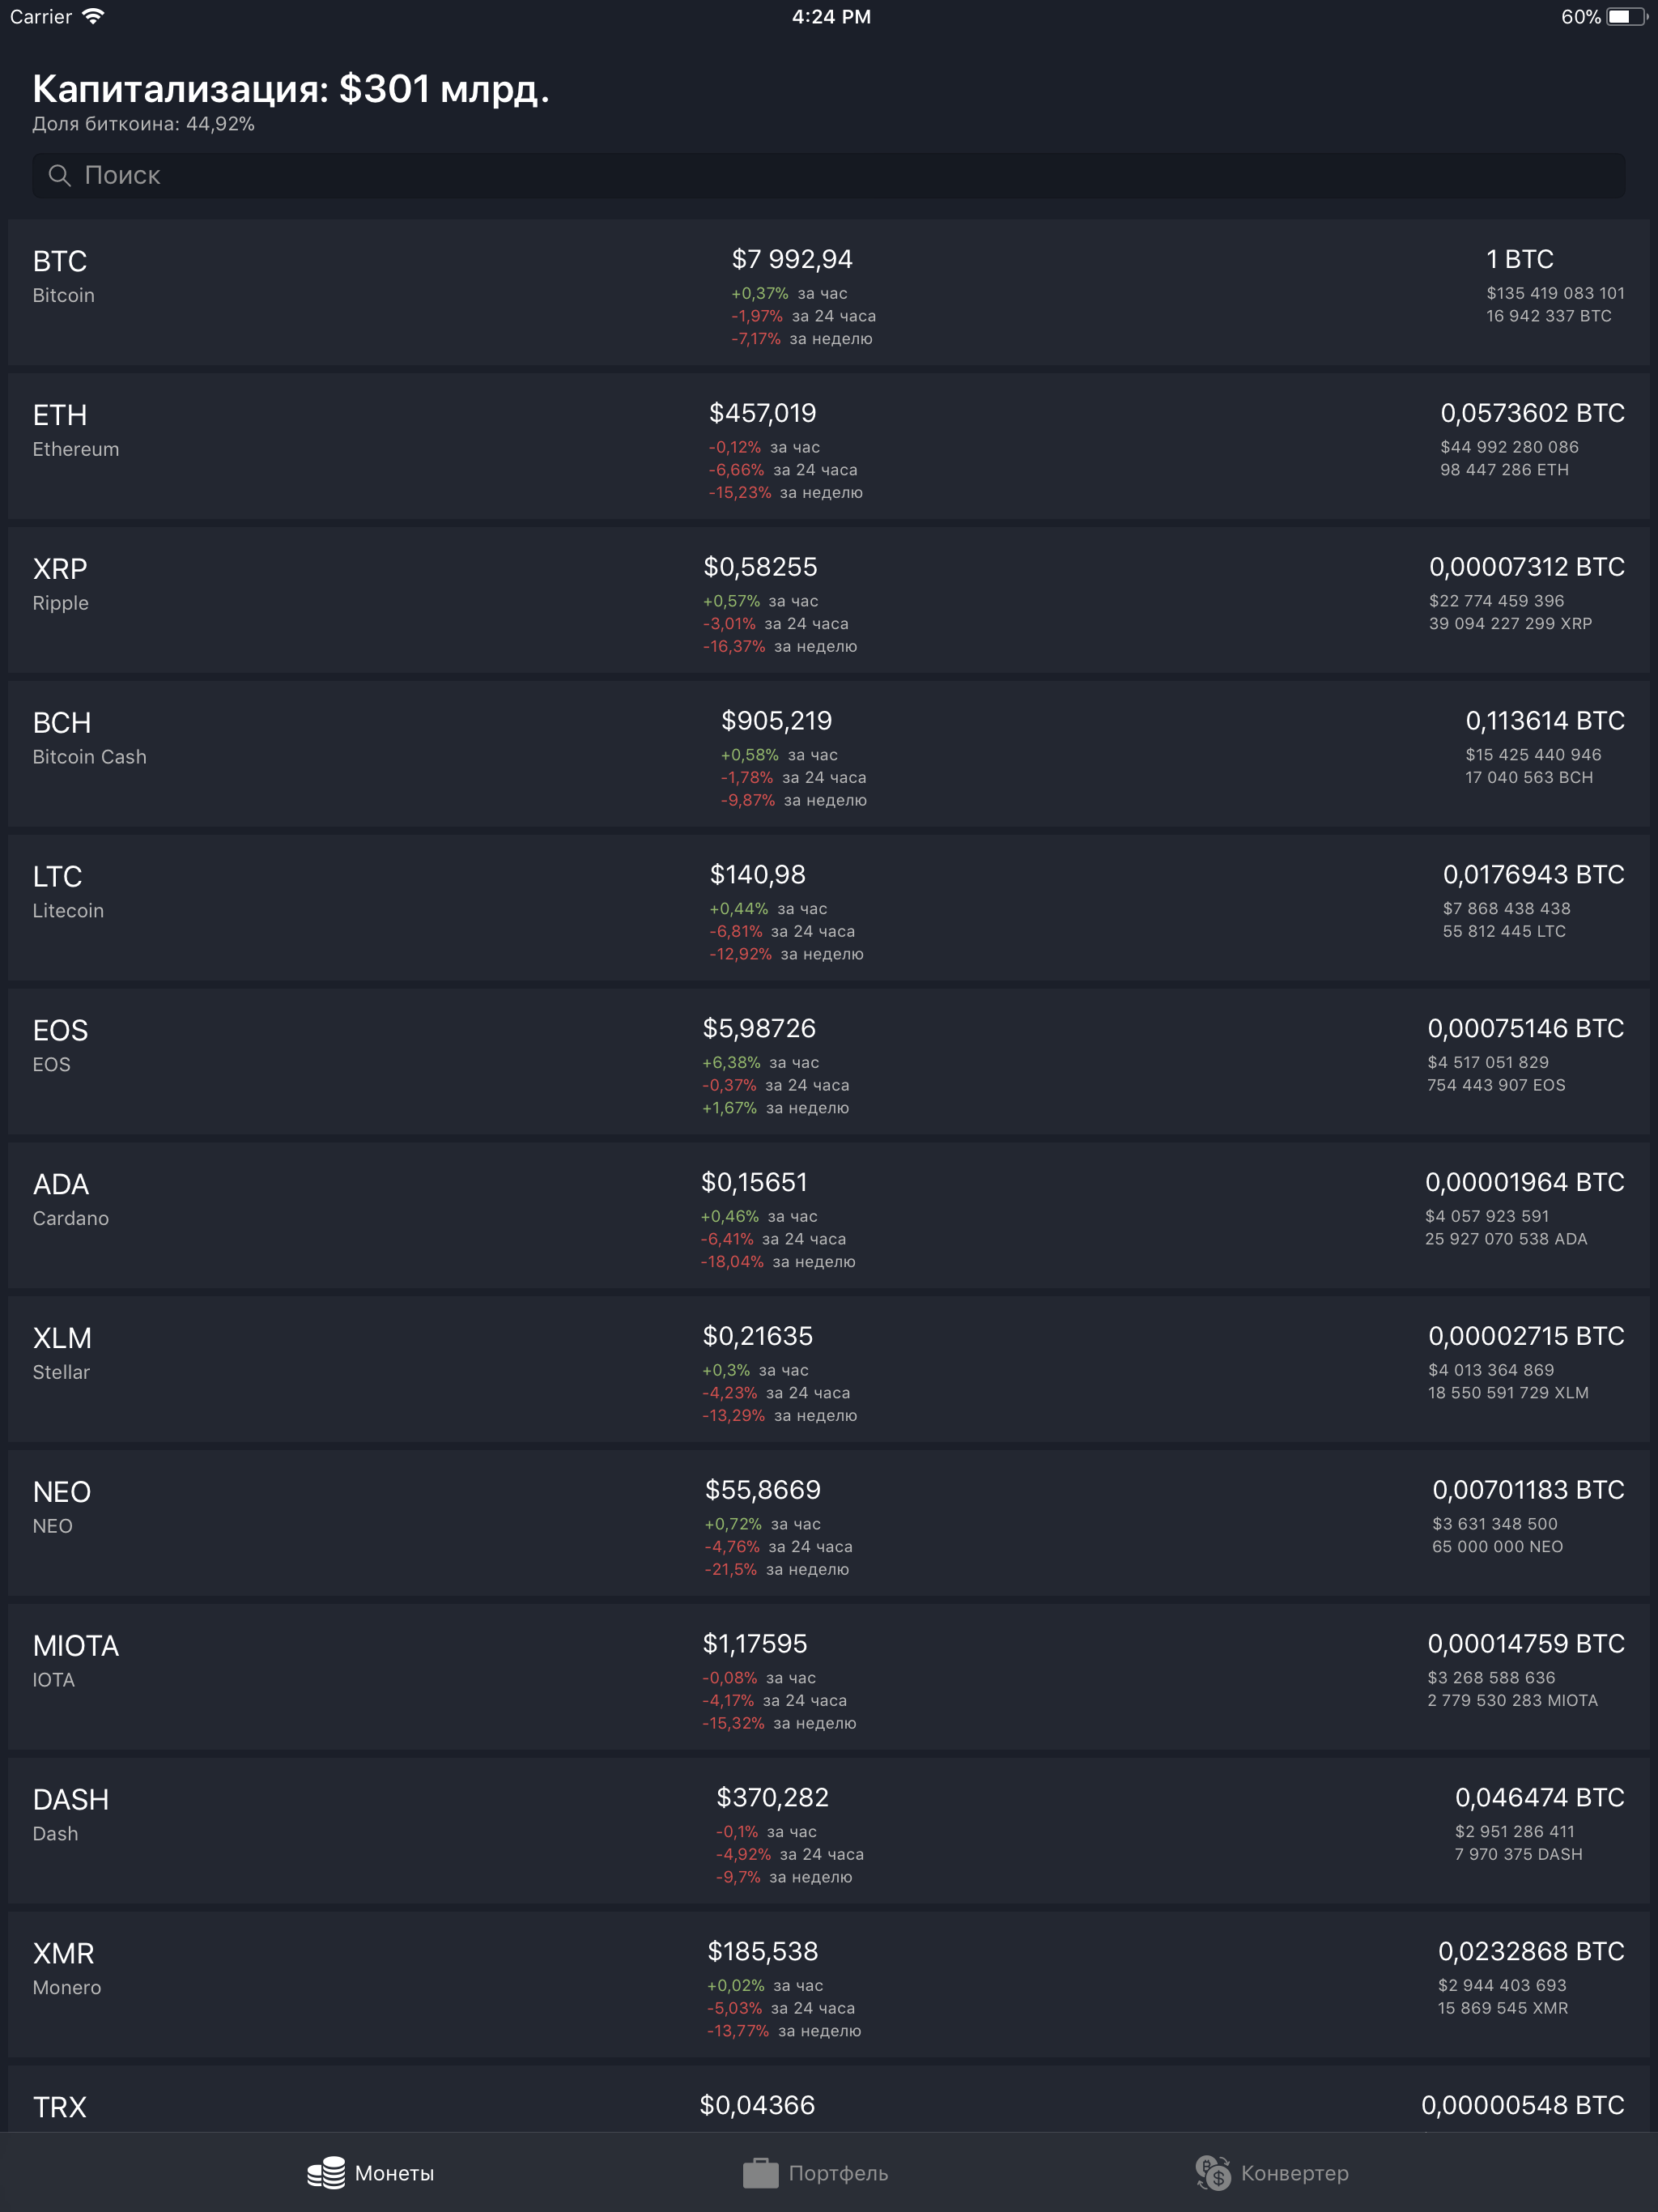 Carrier 4:24 PM 60%
Капитализация: $301 млрд.
Доля биткоина: 44,92%
Поиск
BTC $7 992,94 1 BTC
Bitcoin +0,37% за час $135 419 083 101
-1,97% за 24 часа 16 942 337 BTC
-7,17% за неделю
ETH $457,019 0,0573602 BTC
Ethereum -0,12% за час $44 992 280 086
-6,66% за 24 часа 98 447 286 ETH
-15,23% за неделю
XRP $0,58255 0,00007312 BTC
Ripple +0,57% за час $22 774 459 396
-3,01% за 24 часа 39 094 227 299 XRP
-16,37% за неделю
BCH $905,219 0,113614 BTC
Bitcoin Cash +0,58% за час $15 425 440 946
-1,78% за 24 часа 17 040 563 BCH
-9,87% за неделю
LTC $140,98 0,0176943 BTC
Litecoin +0,44% за час $7 868 438 438
-6,81% за 24 часа 55 812 445 LTC
-12,92% за неделю
EOS $5,98726 0,00075146 BTC
EOS +6,38% за час $4 517 051 829
-0,37% за 24 часа 754 443 907 EOS
+1,67% за неделю
ADA $0,15651 0,00001964 BTC
Cardano +0,46% за час $4 057 923 591
-6,41% за 24 часа 25 927 070 538 ADA
-18,04% за неделю
XLM $0,21635 0,00002715 BTC
Stellar +0,3% за час $4 013 364 869
-4,23% за 24 часа 18 550 591 729 XLM
-13,29% за неделю
NEO $55,8669 0,00701183 BTC
NEO +0,72% за час $3 631 348 500
-4,76% за 24 часа 65 000 000 NEO
-21,5% за неделю
MIOTA $1,17595 0,00014759 BTC
IOTA -0,08% за час $3 268 588 636
-4,17% за 24 часа 2 779 530 283 MIOTA
-15,32% за неделю
DASH $370,282 0,046474 BTC
Dash -0,1% за час $2 951 286 411
-4,92% за 24 часа 7 970 375 DASH
-9,7% за неделю
XMR $185,538 0,0232868 BTC
Monero +0,02% за час $2 944 403 693
-5,03% за 24 часа 15 869 545 XMR
-13,77% за неделю
TRX $0,04366 0,00000548 BTC
Монеты Портфель Конвертер